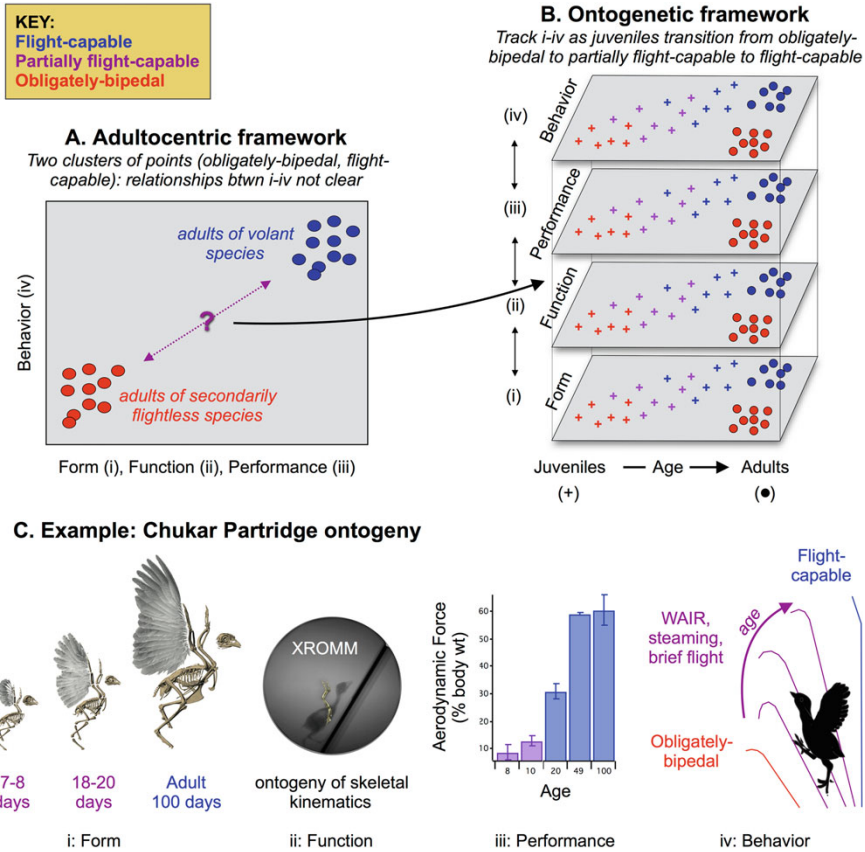 KEY:
Flight-capable
Partially flight-capable
Obligately-bipedal
A. Adultocentric framework
Two clusters of points (obligately-bipedal, flight-
capable): relationships btwn i-iv not clear
Behavior (iv)
adults of volant
species
?
adults of secondarily
flightless species
Form (i), Function (ii), Performance (iii)
B. Ontogenetic framework
Track i-iv as juveniles transition from obligately-
bipedal to partially flight-capable to flight-capable
(iv)
Behavior
(iii)
Performance
(ii)
Function
(i)
Form
Juveniles — Age Adults
(+) (●)
C. Example: Chukar Partridge ontogeny
7-8
days
18-20
days
Adult
100 days
i: Form
XROMM
ontogeny of skeletal
kinematics
ii: Function
Aerodynamic Force
(% body wt)
60
50
40
30
20
10
8 10 20 49 100
Age
iii: Performance
Flight-
capable
WAIR,
steaming,
brief flight
age
Obligately-
bipedal
iv: Behavior